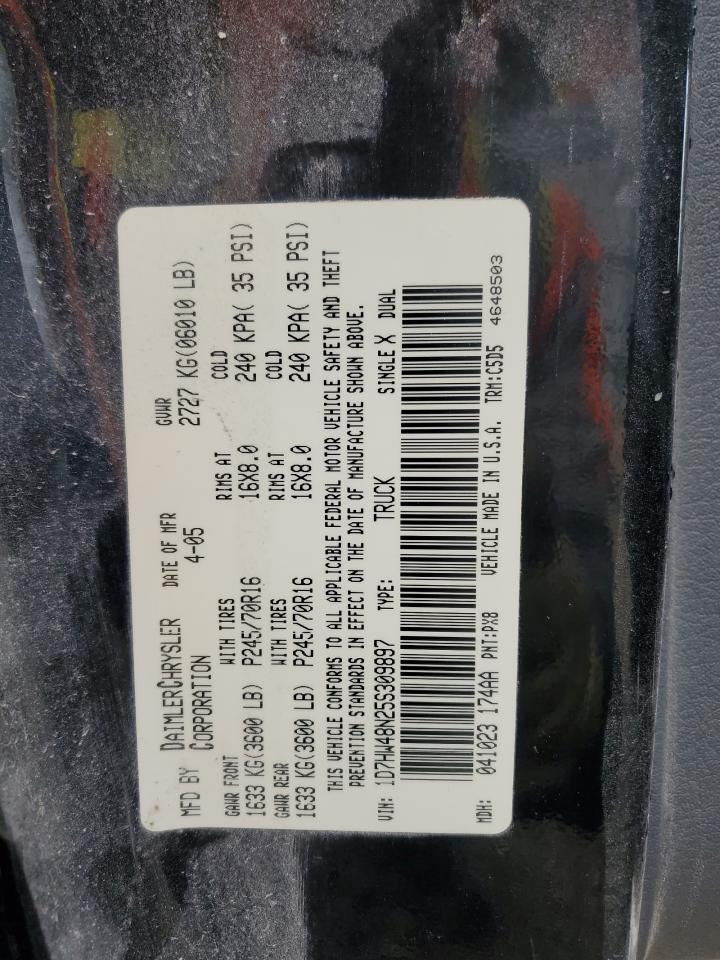 MFD BY DAIMLERCHRYSLER CORPORATION DATE OF MFR 4-05 GVWR 2727 KG(06010 LB)
GAWR FRONT WITH TIRES RIMS AT COLD
1633 KG(3600 LB) P245/70R16 16X8.0 240 KPA( 35 PSI)
GAWR REAR WITH TIRES RIMS AT COLD
1633 KG(3600 LB) P245/70R16 16X8.0 240 KPA( 35 PSI)
THIS VEHICLE CONFORMS TO ALL APPLICABLE FEDERAL MOTOR VEHICLE SAFETY AND THEFT
PREVENTION STANDARDS IN EFFECT ON THE DATE OF MANUFACTURE SHOWN ABOVE.
VIN: 1D7HW48N25S309897 TYPE: TRUCK SINGLE X DUAL
MDH: 041023 174AA PNT:PX8 VEHICLE MADE IN U.S.A. TRM:C5D5 4648503